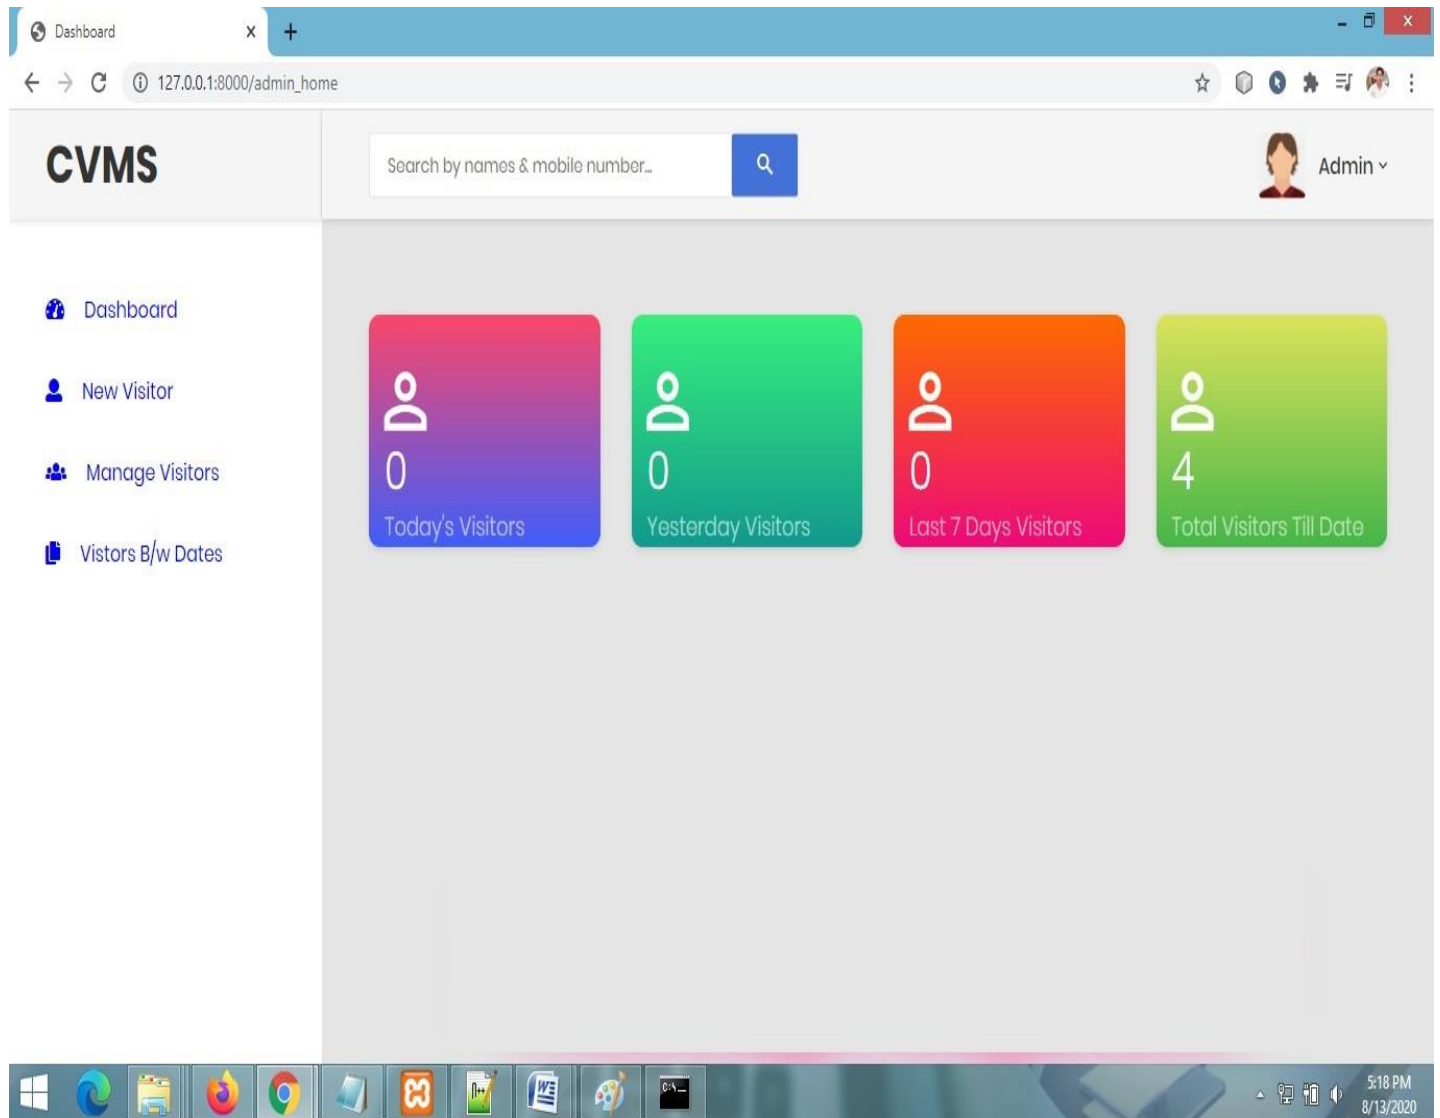 Dashboard
127.0.0.1:8000/admin_home
CVMS
Search by names & mobile number...
Admin
Dashboard
New Visitor
Manage Visitors
Vistors B/w Dates
0
Today's Visitors
0
Yesterday Visitors
0
Last 7 Days Visitors
4
Total Visitors Till Date
5:18 PM
8/13/2020